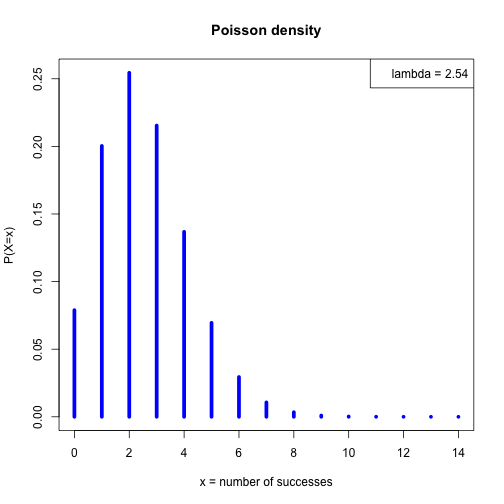 Poisson density
lambda = 2.54
P(X=x)
0.25
0.20
0.15
0.10
0.05
0.00
0 2 4 6 8 10 12 14
x = number of successes